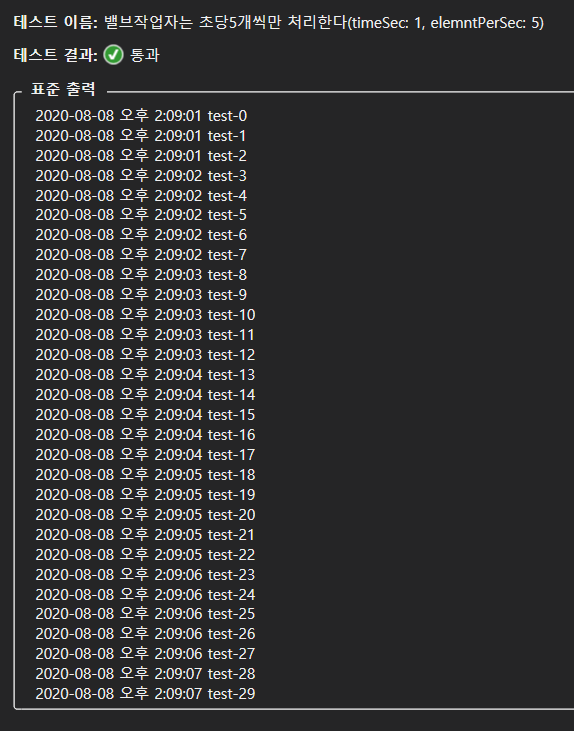 테스트 이름: 밸브작업자는 초당5개씩만 처리한다(timeSec: 1, elemntPerSec: 5)
테스트 결과: 통과
표준 출력
2020-08-08 오후 2:09:01 test-0
2020-08-08 오후 2:09:01 test-1
2020-08-08 오후 2:09:01 test-2
2020-08-08 오후 2:09:02 test-3
2020-08-08 오후 2:09:02 test-4
2020-08-08 오후 2:09:02 test-5
2020-08-08 오후 2:09:02 test-6
2020-08-08 오후 2:09:02 test-7
2020-08-08 오후 2:09:03 test-8
2020-08-08 오후 2:09:03 test-9
2020-08-08 오후 2:09:03 test-10
2020-08-08 오후 2:09:03 test-11
2020-08-08 오후 2:09:03 test-12
2020-08-08 오후 2:09:04 test-13
2020-08-08 오후 2:09:04 test-14
2020-08-08 오후 2:09:04 test-15
2020-08-08 오후 2:09:04 test-16
2020-08-08 오후 2:09:04 test-17
2020-08-08 오후 2:09:05 test-18
2020-08-08 오후 2:09:05 test-19
2020-08-08 오후 2:09:05 test-20
2020-08-08 오후 2:09:05 test-21
2020-08-08 오후 2:09:05 test-22
2020-08-08 오후 2:09:06 test-23
2020-08-08 오후 2:09:06 test-24
2020-08-08 오후 2:09:06 test-25
2020-08-08 오후 2:09:06 test-26
2020-08-08 오후 2:09:06 test-27
2020-08-08 오후 2:09:07 test-28
2020-08-08 오후 2:09:07 test-29